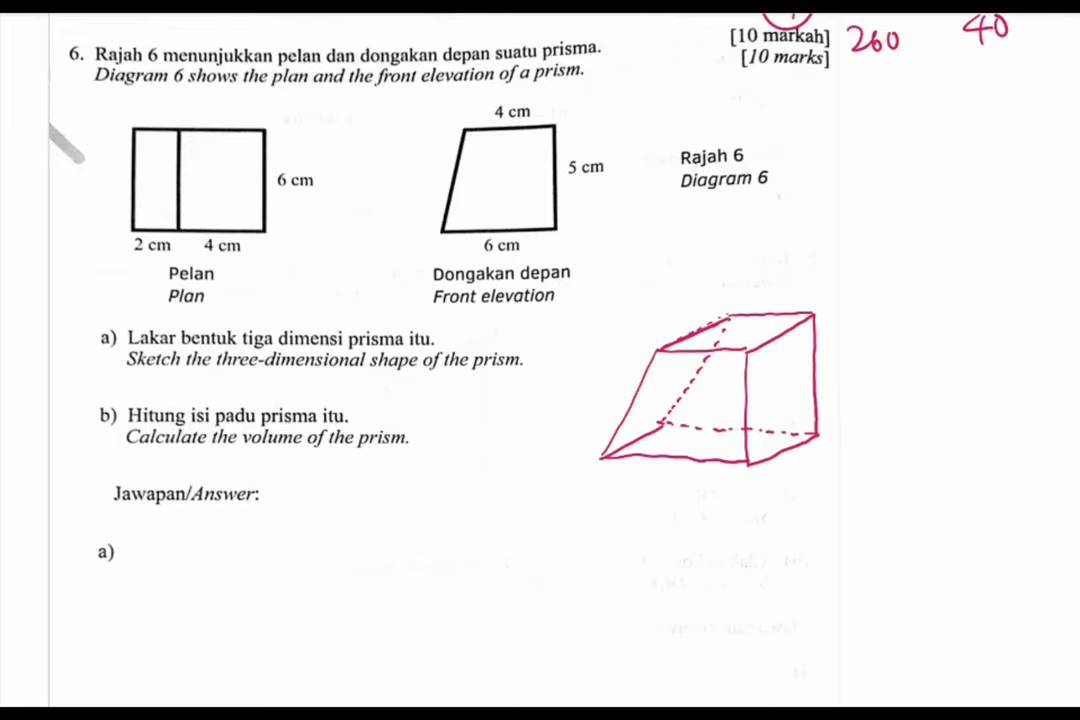 [10 markah] 260 40
[10 marks]
6. Rajah 6 menunjukkan pelan dan dongakan depan suatu prisma.
Diagram 6 shows the plan and the front elevation of a prism.
4 cm
6 cm
5 cm
Rajah 6
Diagram 6
2 cm 4 cm
6 cm
Pelan
Plan
Dongakan depan
Front elevation
a) Lakar bentuk tiga dimensi prisma itu.
Sketch the three-dimensional shape of the prism.
b) Hitung isi padu prisma itu.
Calculate the volume of the prism.
Jawapan/Answer:
a)